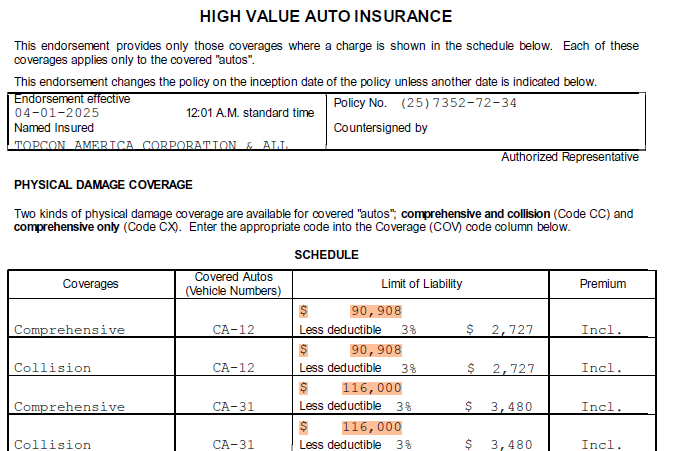 HIGH VALUE AUTO INSURANCE
This endorsement provides only those coverages where a charge is shown in the schedule below. Each of these
coverages applies only to the covered "autos".
This endorsement changes the policy on the inception date of the policy unless another date is indicated below.
Endorsement effective
04-01-2025 12:01 A.M. standard time
Policy No. (25)7352-72-34
Named Insured
Countersigned by
TOPCON AMERICA CORPORATION & ALL
Authorized Representative
PHYSICAL DAMAGE COVERAGE
Two kinds of physical damage coverage are available for covered "autos"; comprehensive and collision (Code CC) and
comprehensive only (Code CX). Enter the appropriate code into the Coverage (COV) code column below.
SCHEDULE
Coverages Covered Autos (Vehicle Numbers) Limit of Liability Premium
$ 90,908
Comprehensive CA-12 Less deductible 3% $ 2,727 Incl.
$ 90,908
Collision CA-12 Less deductible 3% $ 2,727 Incl.
$ 116,000
Comprehensive CA-31 Less deductible 3% $ 3,480 Incl.
$ 116,000
Collision CA-31 Less deductible 3% $ 3,480 Incl.